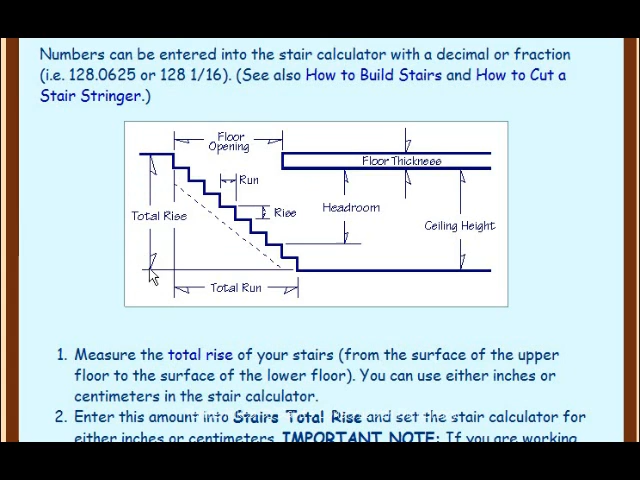 Numbers can be entered into the stair calculator with a decimal or fraction
(i.e. 128.0625 or 128 1/16). (See also How to Build Stairs and How to Cut a
Stair Stringer.)
Floor
Opening
Floor Thickness
Run
Rise
Headroom
Total Rise
Ceiling Height
Total Run
1. Measure the total rise of your stairs (from the surface of the upper
floor to the surface of the lower floor). You can use either inches or
centimeters in the stair calculator.
2. Enter this amount into Stairs Total Rise and set the stair calculator for
either inches or centimeters. IMPORTANT NOTE: If you are working